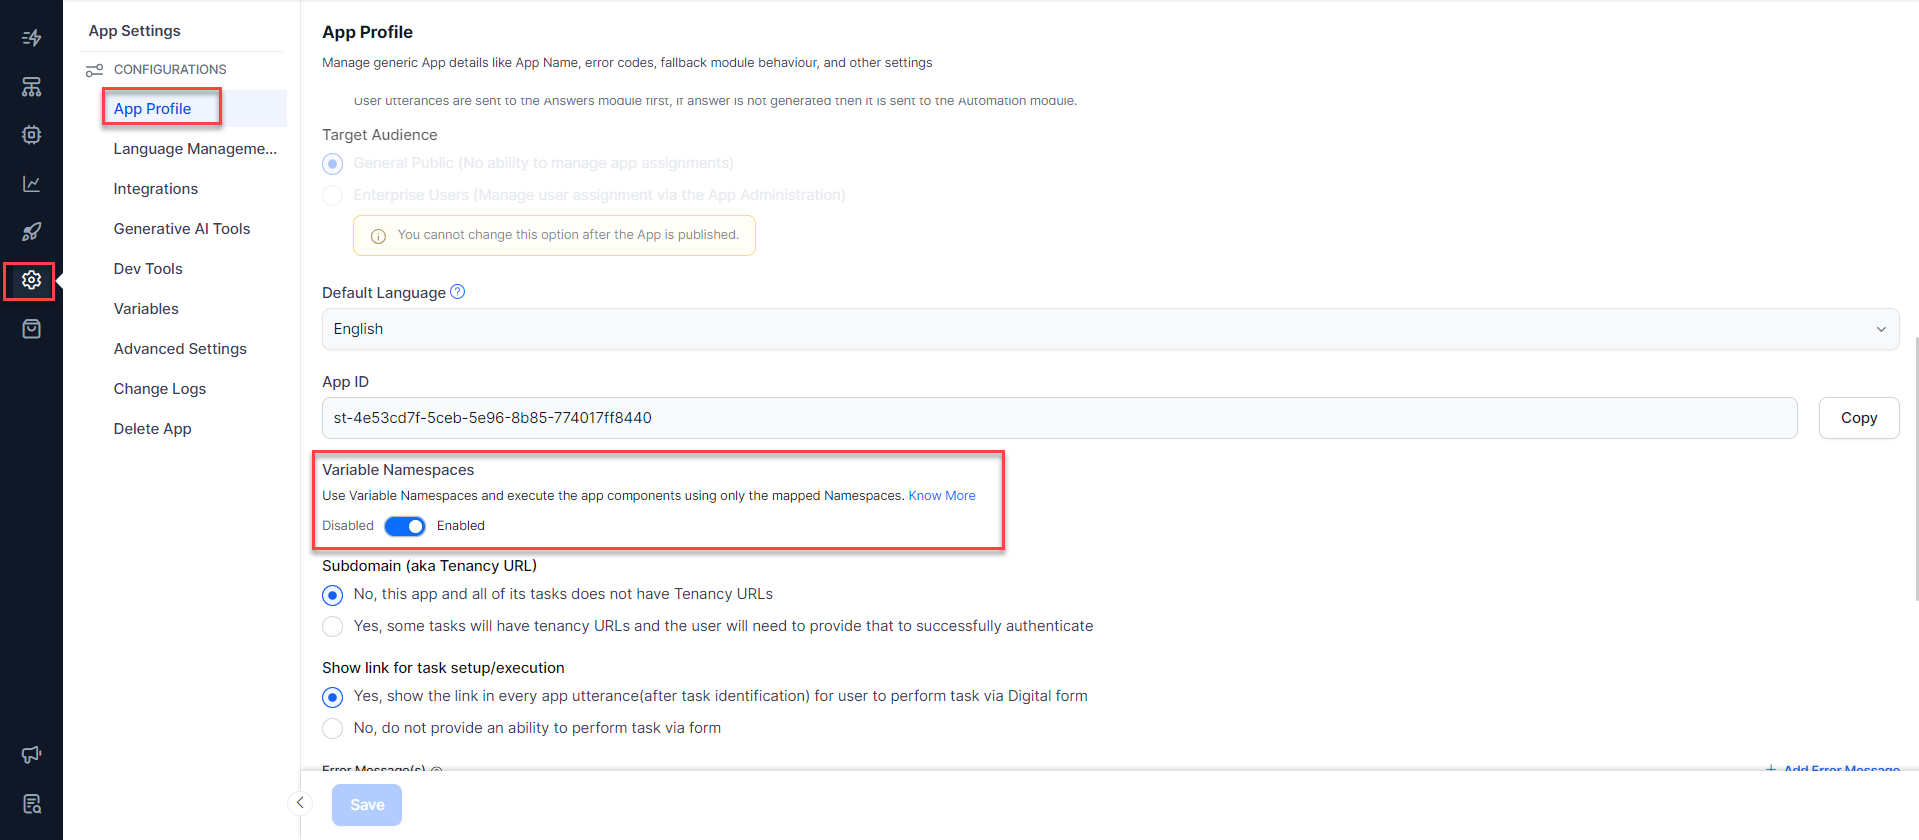 App Settings
CONFIGURATIONS
App Profile
Language Manageme...
Integrations
Generative AI Tools
Dev Tools
Variables
Advanced Settings
Change Logs
Delete App
App Profile
Manage generic App details like App Name, error codes, fallback module behaviour, and other settings
User utterances are sent to the Answers module first, if answer is not generated then it is sent to the Automation module.
Target Audience
General Public (No ability to manage app assignments)
Enterprise Users (Manage user assignment via the App Administration)
You cannot change this option after the App is published.
Default Language
English
App ID
st-4e53cd7f-5ceb-5e96-8b85-774017ff8440
Copy
Variable Namespaces
Use Variable Namespaces and execute the app components using only the mapped Namespaces. Know More
Disabled Enabled
Subdomain (aka Tenancy URL)
No, this app and all of its tasks does not have Tenancy URLs
Yes, some tasks will have tenancy URLs and the user will need to provide that to successfully authenticate
Show link for task setup/execution
Yes, show the link in every app utterance(after task identification) for user to perform task via Digital form
No, do not provide an ability to perform task via form
Error Message(s)
+ Add Error Message
Save